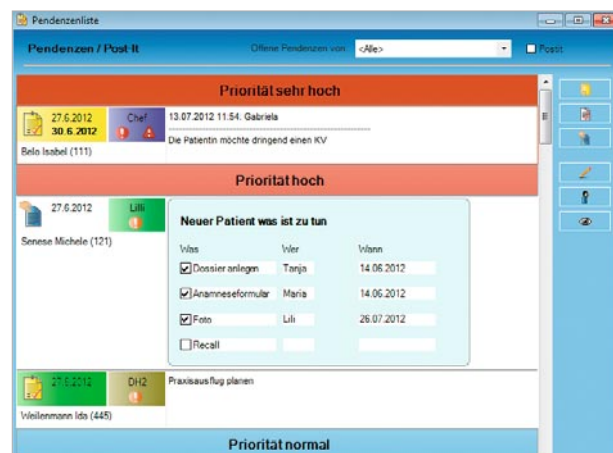 Pendenzenliste
Pendenzen / Post-It Offene Pendenzen von: <Alle> PostIt
Priorität sehr hoch
27.6.2012 Chef 13.07.2012 11.54. Gabriela
30.6.2012
Die Patientin möchte dringend einen KV
Belo Isabel (111)
Priorität hoch
27.6.2012 Lilli
Neuer Patient was ist zu tun
Senese Michele (121)
Was Wer Wann
Dossier anlegen Tanja 14.06.2012
Anamneseformular Maria 14.06.2012
Foto Lili 26.07.2012
Recall
27.6.2012 DH2 Praxisausflug planen
Weilenmann Ida (445)
Priorität normal